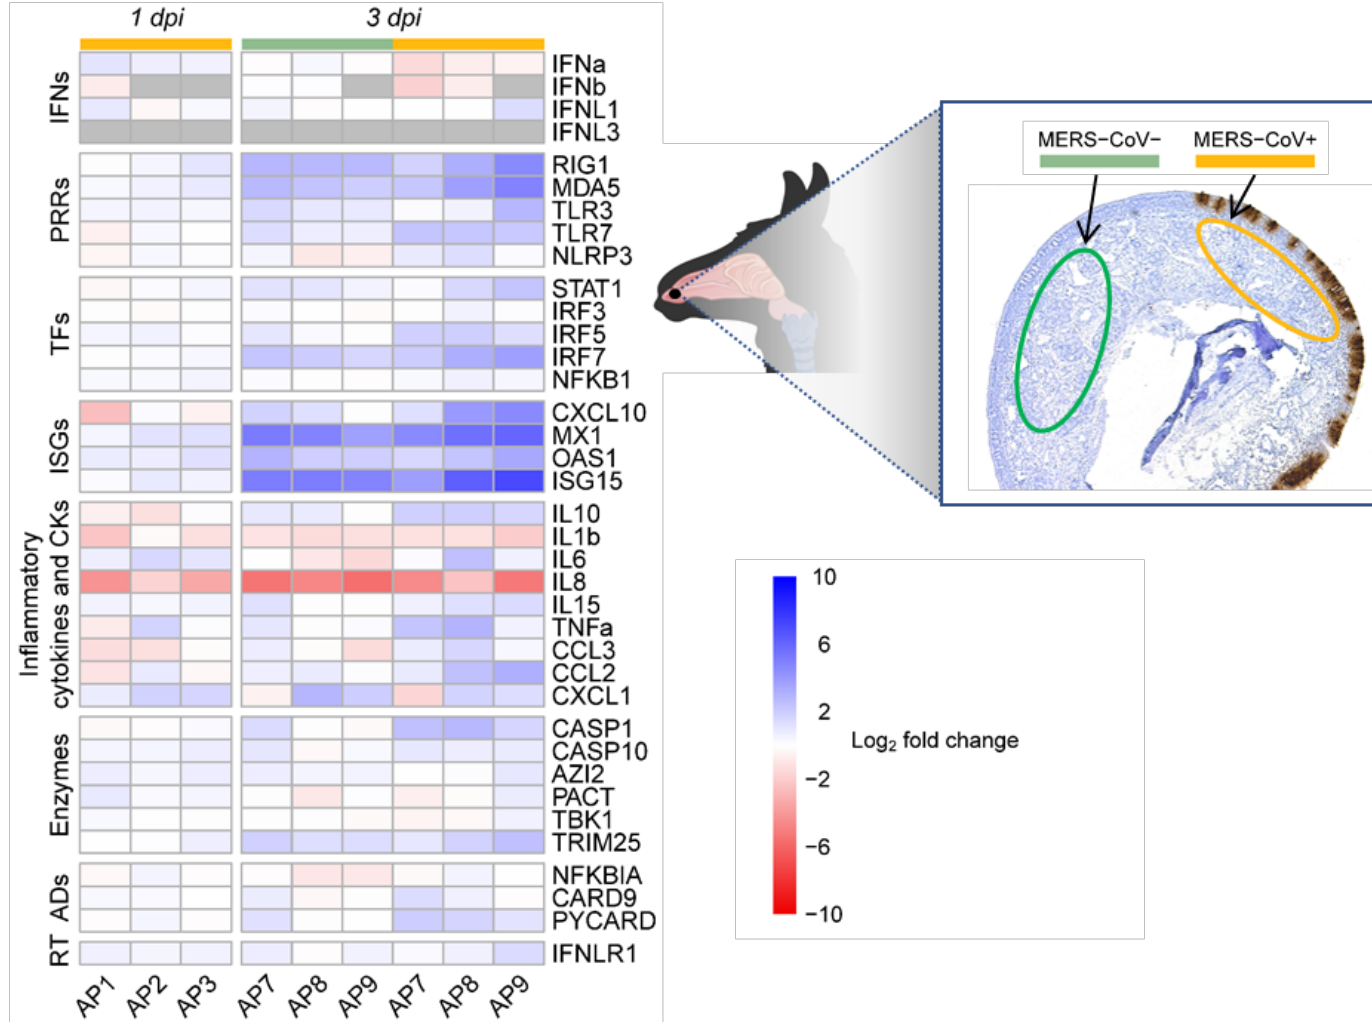 1 dpi
3 dpi
IFNs
IFNa
IFNb
IFNL1
IFNL3
PRRs
RIG1
MDA5
TLR3
TLR7
NLRP3
TFs
STAT1
IRF3
IRF5
IRF7
NFKB1
ISGs
CXCL10
MX1
OAS1
ISG15
Inflammatory
cytokines and CKs
IL10
IL1b
IL6
IL8
IL15
TNFa
CCL3
CCL2
CXCL1
Enzymes
CASP1
CASP10
AZI2
PACT
TBK1
TRIM25
ADs
NFKBIA
CARD9
PYCARD
RT
IFNLR1
AP1 AP2 AP3 AP7 AP8 AP9 AP7 AP8 AP9
MERS−CoV− MERS−CoV+
10
6
2
−2
−6
−10
Log₂ fold change